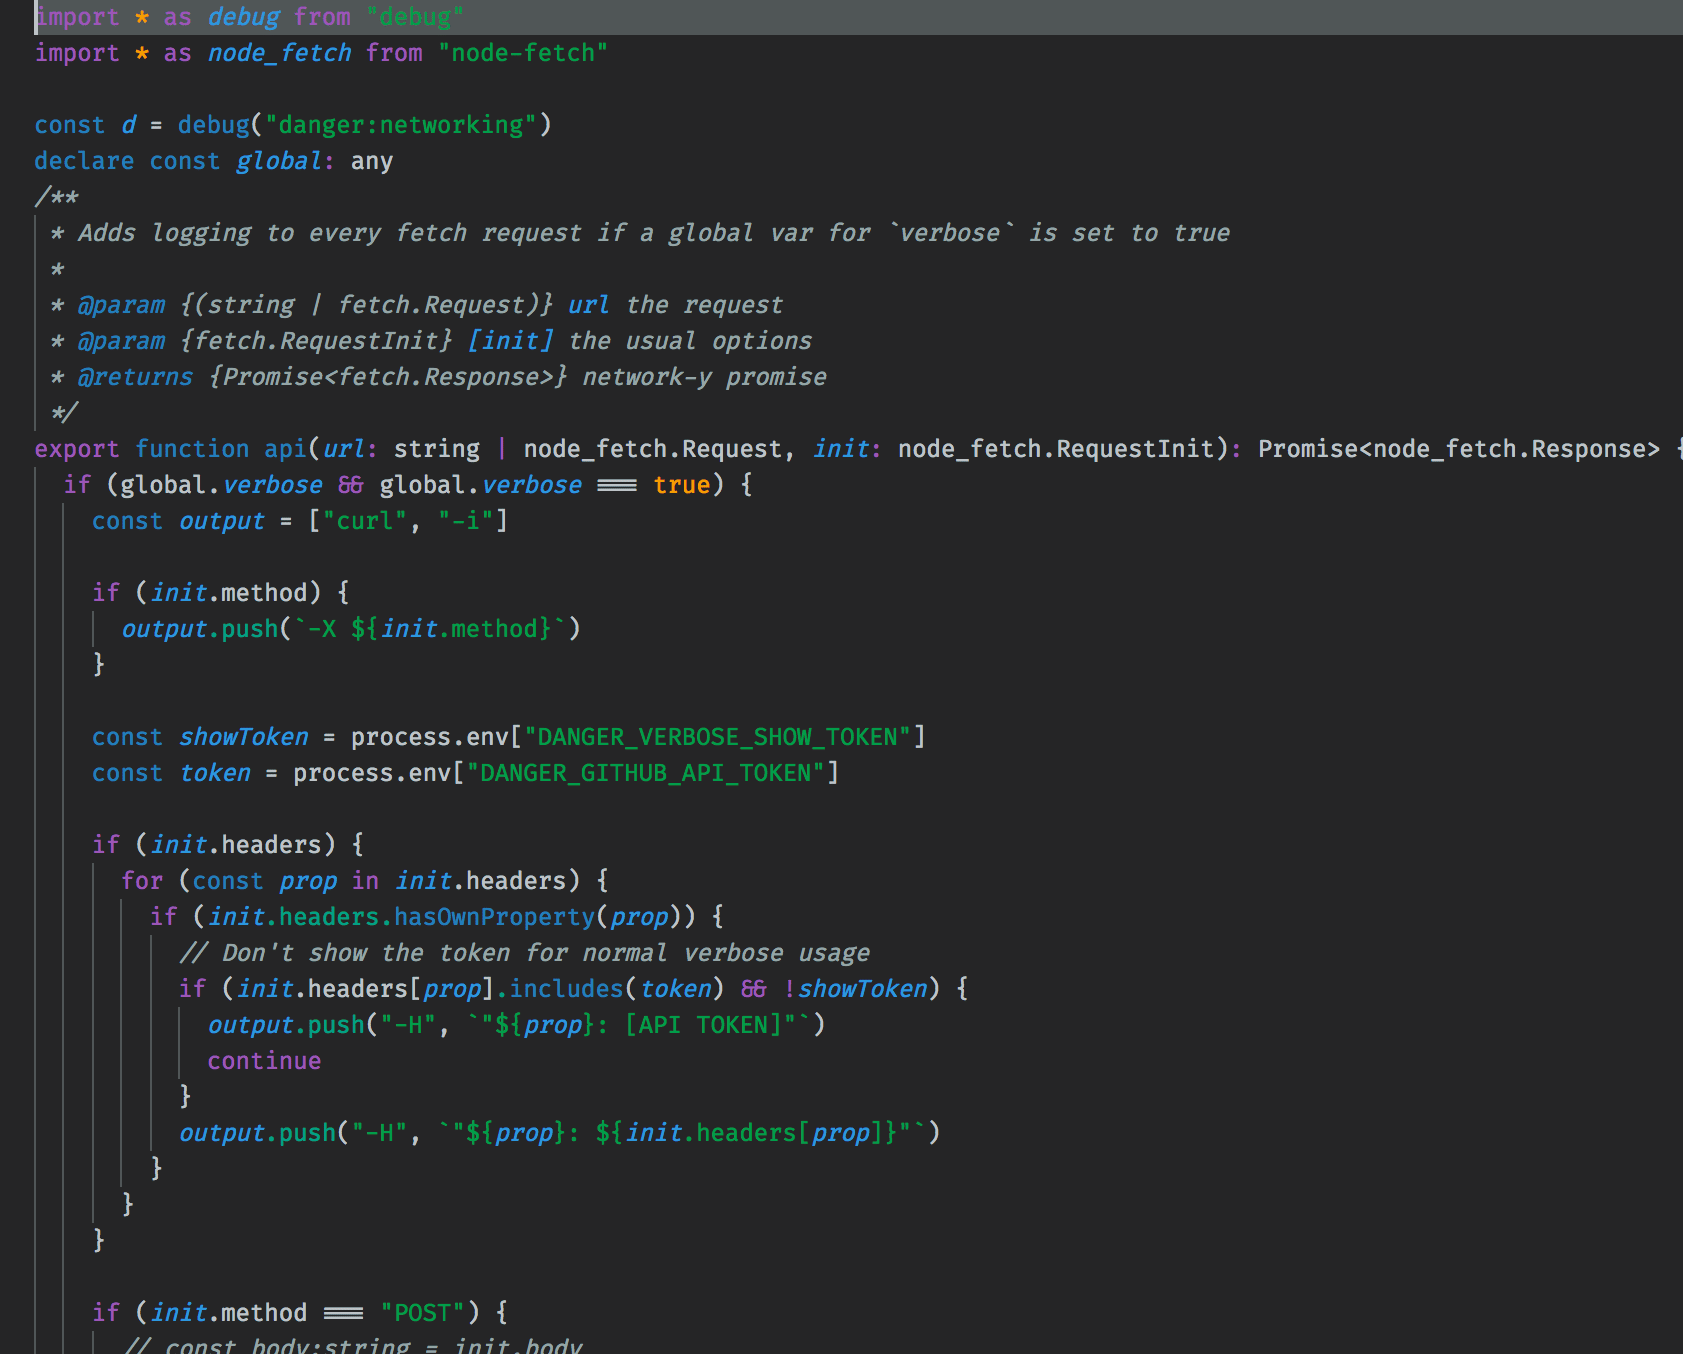 import * as debug from "debug"
import * as node_fetch from "node-fetch"

const d = debug("danger:networking")
declare const global: any
/**
 * Adds logging to every fetch request if a global var for `verbose` is set to true
 *
 * @param {(string | fetch.Request)} url the request
 * @param {fetch.RequestInit} [init] the usual options
 * @returns {Promise<fetch.Response>} network-y promise
 */
export function api(url: string | node_fetch.Request, init: node_fetch.RequestInit): Promise<node_fetch.Response> {
  if (global.verbose && global.verbose === true) {
    const output = ["curl", "-i"]

    if (init.method) {
      output.push(`-X ${init.method}`)
    }

    const showToken = process.env["DANGER_VERBOSE_SHOW_TOKEN"]
    const token = process.env["DANGER_GITHUB_API_TOKEN"]

    if (init.headers) {
      for (const prop in init.headers) {
        if (init.headers.hasOwnProperty(prop)) {
          // Don't show the token for normal verbose usage
          if (init.headers[prop].includes(token) && !showToken) {
            output.push("-H", `"${prop}: [API TOKEN]"`)
            continue
          }
          output.push("-H", `"${prop}: ${init.headers[prop]}"`)
        }
      }
    }

    if (init.method === "POST") {
      // const body:string = init.body